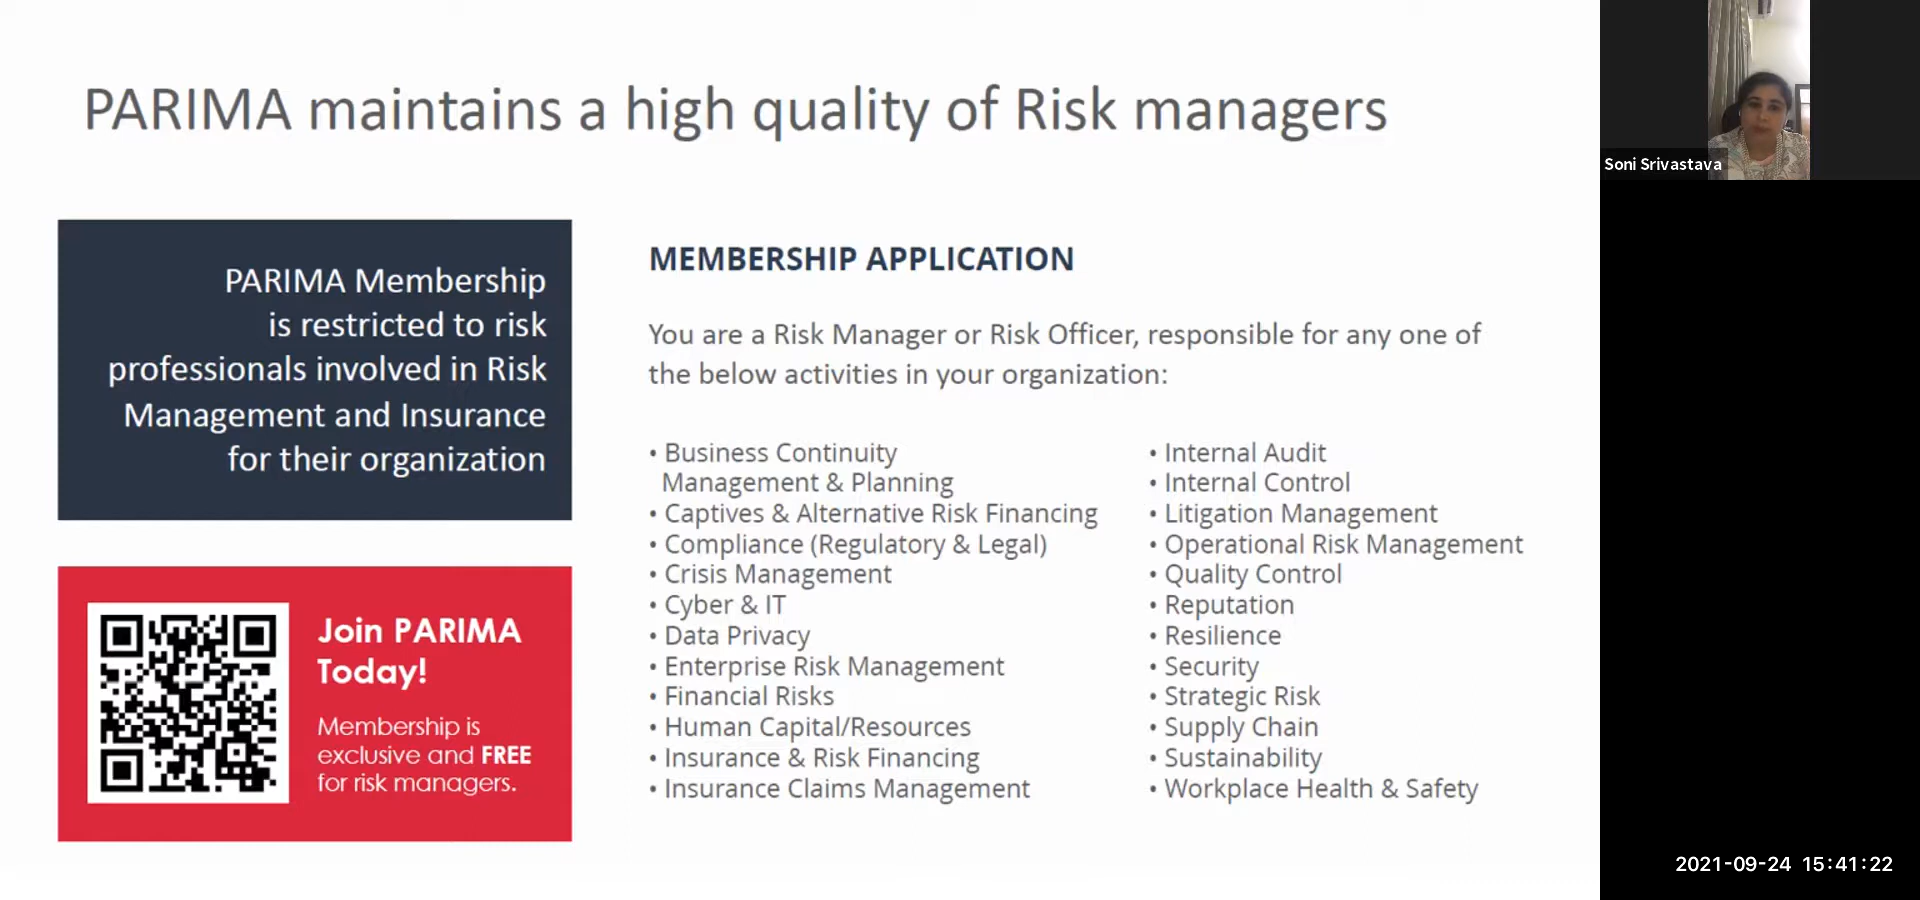 PARIMA maintains a high quality of Risk managers
PARIMA Membership
is restricted to risk
professionals involved in Risk
Management and Insurance
for their organization
Join PARIMA
Today!
Membership is
exclusive and FREE
for risk managers.
MEMBERSHIP APPLICATION
You are a Risk Manager or Risk Officer, responsible for any one of
the below activities in your organization:
• Business Continuity
Management & Planning
• Captives & Alternative Risk Financing
• Compliance (Regulatory & Legal)
• Crisis Management
• Cyber & IT
• Data Privacy
• Enterprise Risk Management
• Financial Risks
• Human Capital/Resources
• Insurance & Risk Financing
• Insurance Claims Management
• Internal Audit
• Internal Control
• Litigation Management
• Operational Risk Management
• Quality Control
• Reputation
• Resilience
• Security
• Strategic Risk
• Supply Chain
• Sustainability
• Workplace Health & Safety
Soni Srivastava
2021-09-24 15:41:22